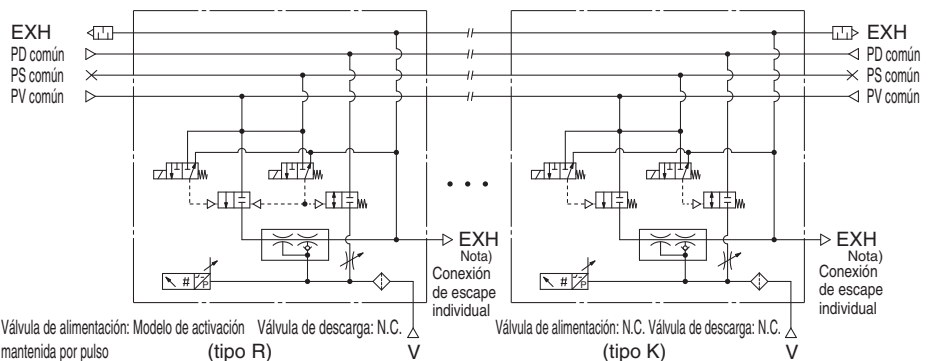 EXH
PD común
PS común
PV común
EXH
PD común
PS común
PV común
EXH
Nota)
Conexión
de escape
individual
EXH
Nota)
Conexión
de escape
individual
#
P
#
P
Válvula de alimentación: Modelo de activación
mantenida por pulso
Válvula de descarga: N.C.
(tipo R)
V
Válvula de alimentación: N.C. Válvula de descarga: N.C.
(tipo K)
V